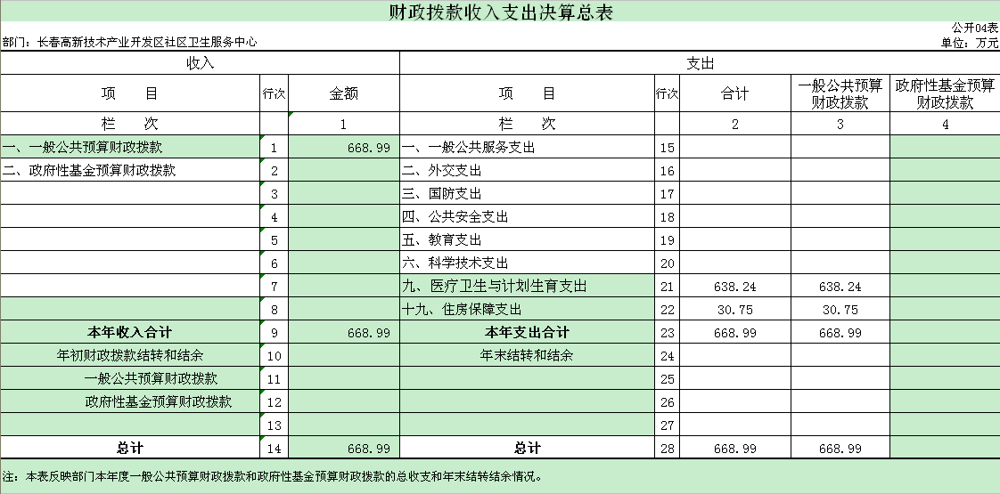 财政拨款收入支出决算总表
公开04表
部门：长春高新技术产业开发区社区卫生服务中心 单位：万元
收入 支出
项 目 行次 金额 项 目 行次 合计 一般公共预算财政拨款 政府性基金预算财政拨款
栏 次 1 栏 次 2 3 4
一、一般公共预算财政拨款 1 668.99 一、一般公共服务支出 15
二、政府性基金预算财政拨款 2 二、外交支出 16
3 三、国防支出 17
4 四、公共安全支出 18
5 五、教育支出 19
6 六、科学技术支出 20
7 九、医疗卫生与计划生育支出 21 638.24 638.24
8 十九、住房保障支出 22 30.75 30.75
本年收入合计 9 668.99 本年支出合计 23 668.99 668.99
年初财政拨款结转和结余 10 年末结转和结余 24
一般公共预算财政拨款 11 25
政府性基金预算财政拨款 12 26
13 27
总计 14 668.99 总计 28 668.99 668.99
注：本表反映部门本年度一般公共预算财政拨款和政府性基金预算财政拨款的总收支和年末结转结余情况。